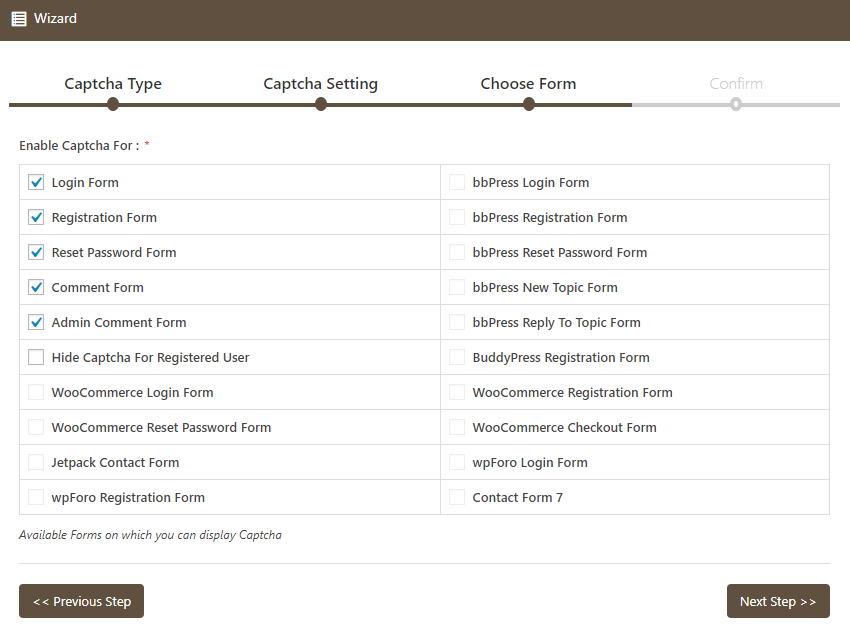 Wizard
Captcha Type Captcha Setting Choose Form Confirm
Enable Captcha For : *
Login Form bbPress Login Form
Registration Form bbPress Registration Form
Reset Password Form bbPress Reset Password Form
Comment Form bbPress New Topic Form
Admin Comment Form bbPress Reply To Topic Form
Hide Captcha For Registered User BuddyPress Registration Form
WooCommerce Login Form WooCommerce Registration Form
WooCommerce Reset Password Form WooCommerce Checkout Form
Jetpack Contact Form wpForo Login Form
wpForo Registration Form Contact Form 7
Available Forms on which you can display Captcha
<< Previous Step Next Step >>